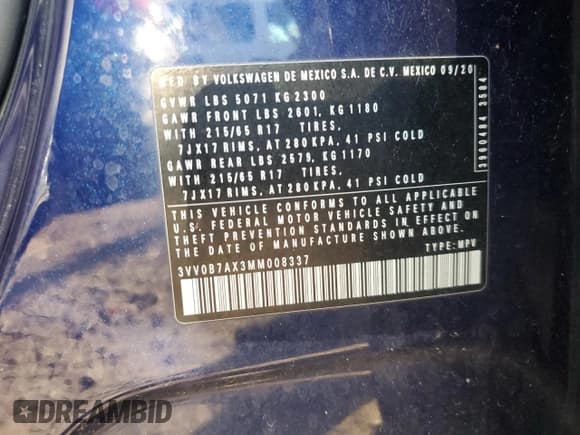 MFD BY VOLKSWAGEN DE MEXICO S.A. DE C.V. MEXICO 09/20
GVWR LBS 5071 KG 2300
GAWR FRONT LBS 2601, KG 1180
WITH 215/65 R17 TIRES,
7JX17 RIMS, AT 280 KPA, 41 PSI COLD
GAWR REAR LBS 2579, KG 1170
WITH 215/65 R17 TIRES,
7JX17 RIMS, AT 280 KPA, 41 PSI COLD
THIS VEHICLE CONFORMS TO ALL APPLICABLE
U.S. FEDERAL MOTOR VEHICLE SAFETY AND
THEFT PREVENTION STANDARDS IN EFFECT ON
THE DATE OF MANUFACTURE SHOWN ABOVE.
3VV0B7AX3MM008337 TYPE: MPV
3900484 3584
DREAMBID